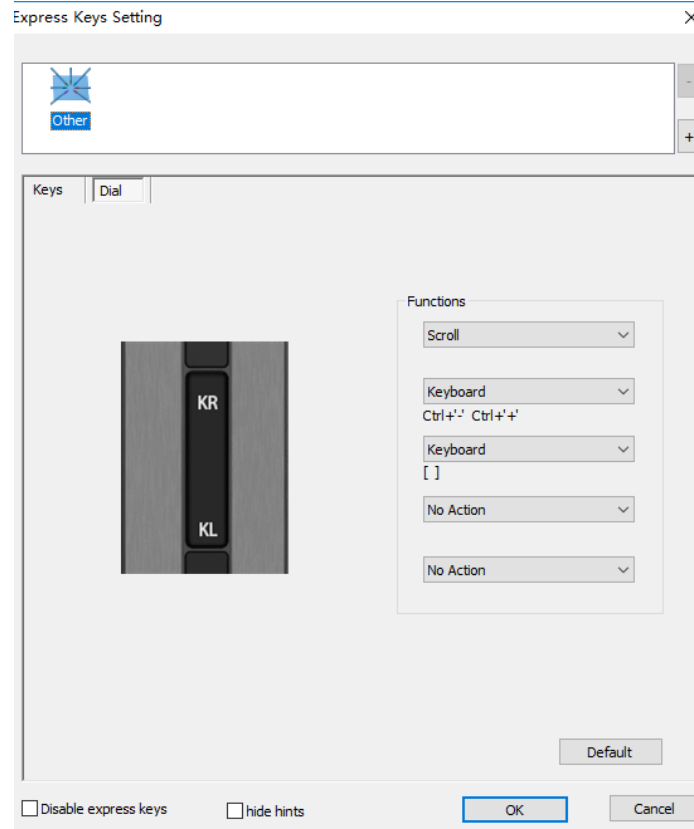 Express Keys Setting
-
Other
+
Keys Dial
Functions
Scroll
KR
Keyboard
Ctrl+'-' Ctrl+'+'
Keyboard
[ ]
KL
No Action
No Action
Default
Disable express keys
hide hints
OK
Cancel